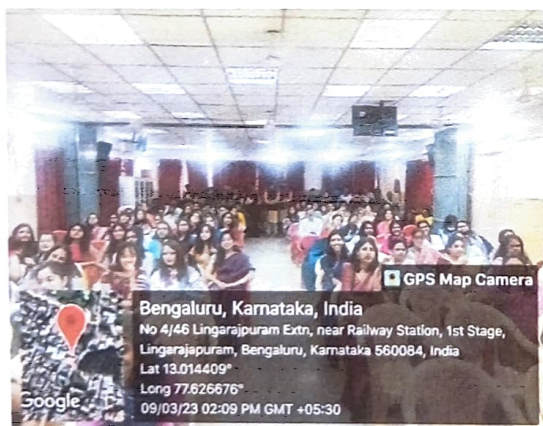 GPS Map Camera
Bengaluru, Karnataka, India
No 4/46 Lingarajpuram Extn, near Railway Station, 1st Stage,
Lingarajapuram, Bengaluru, Karnataka 560084, India
Lat 13.014409°
Long 77.626676°
09/03/23 02:09 PM GMT +05:30
Google